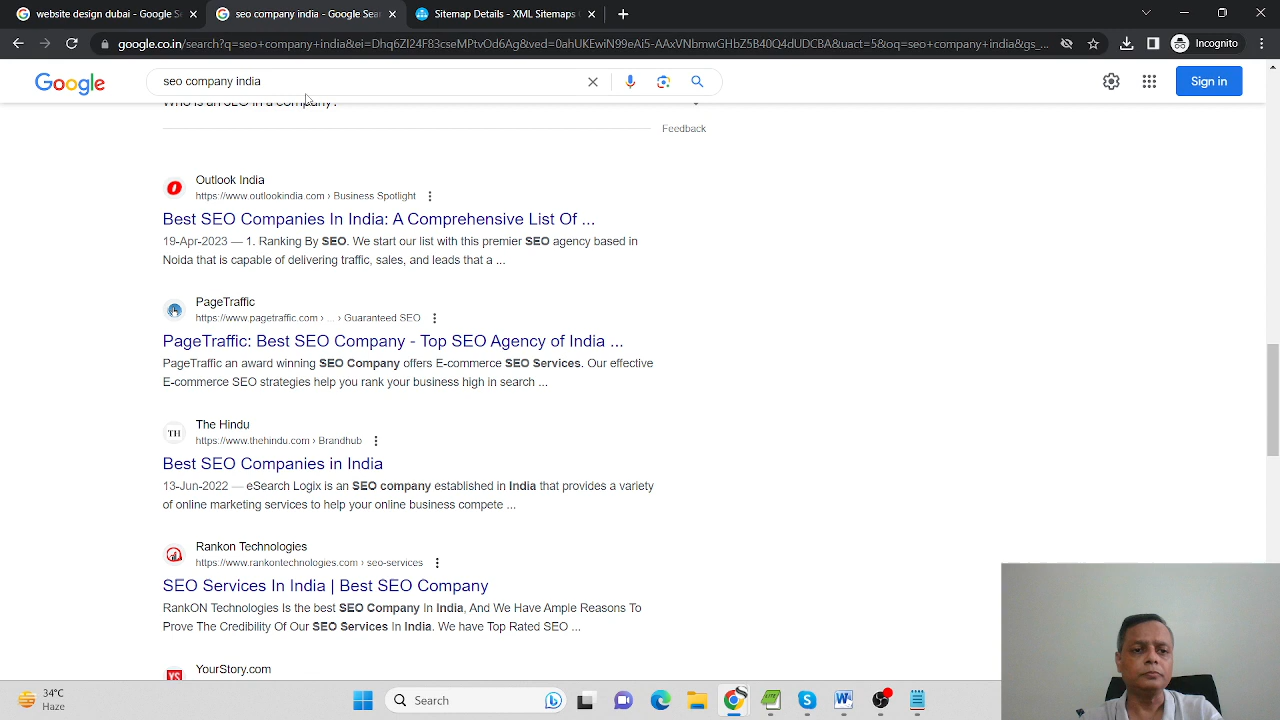 website design dubai - Google S
seo company india - Google Sear
Sitemap Details - XML Sitemaps
google.co.in/search?q=seo+company+india&ei=Dhq6ZI24F83cseMPtvOd6Ag&ved=0ahUKEwiN99eAi5-AAxVNbmwGHbZ5B40Q4dUDCBA&uact=5&oq=seo+company+india&gs_...
Incognito
Google
seo company india
Sign in
Who is an SEO in a company?
Feedback
Outlook India
https://www.outlookindia.com › Business Spotlight
Best SEO Companies In India: A Comprehensive List Of ...
19-Apr-2023 — 1. Ranking By SEO. We start our list with this premier SEO agency based in
Noida that is capable of delivering traffic, sales, and leads that a ...
PageTraffic
https://www.pagetraffic.com › ... › Guaranteed SEO
PageTraffic: Best SEO Company - Top SEO Agency of India ...
PageTraffic an award winning SEO Company offers E-commerce SEO Services. Our effective
E-commerce SEO strategies help you rank your business high in search ...
TH
The Hindu
https://www.thehindu.com › Brandhub
Best SEO Companies in India
13-Jun-2022 — eSearch Logix is an SEO company established in India that provides a variety
of online marketing services to help your online business compete ...
Rankon Technologies
https://www.rankontechnologies.com › seo-services
SEO Services In India | Best SEO Company
RankON Technologies Is the best SEO Company In India, And We Have Ample Reasons To
Prove The Credibility Of Our SEO Services In India. We have Top Rated SEO ...
YS
YourStory.com
34°C
Haze
Search